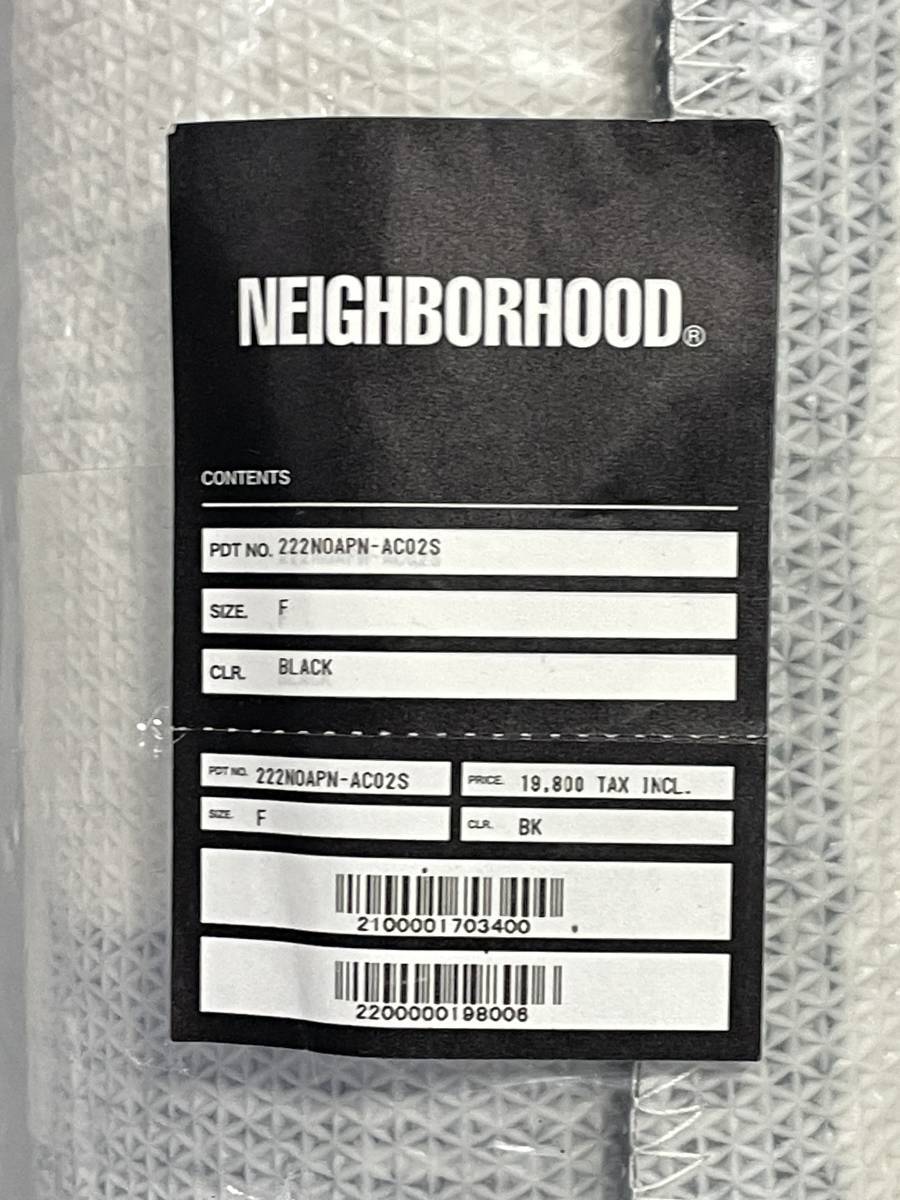 NEIGHBORHOOD®
CONTENTS
PDT NO. 222NOAPN-AC02S
SIZE. F
CLR. BLACK
PDT NO. 222NOAPN-AC02S
PRICE. 19,800 TAX INCL.
SIZE. F
CLR. BK
2100001703400
2200000198006